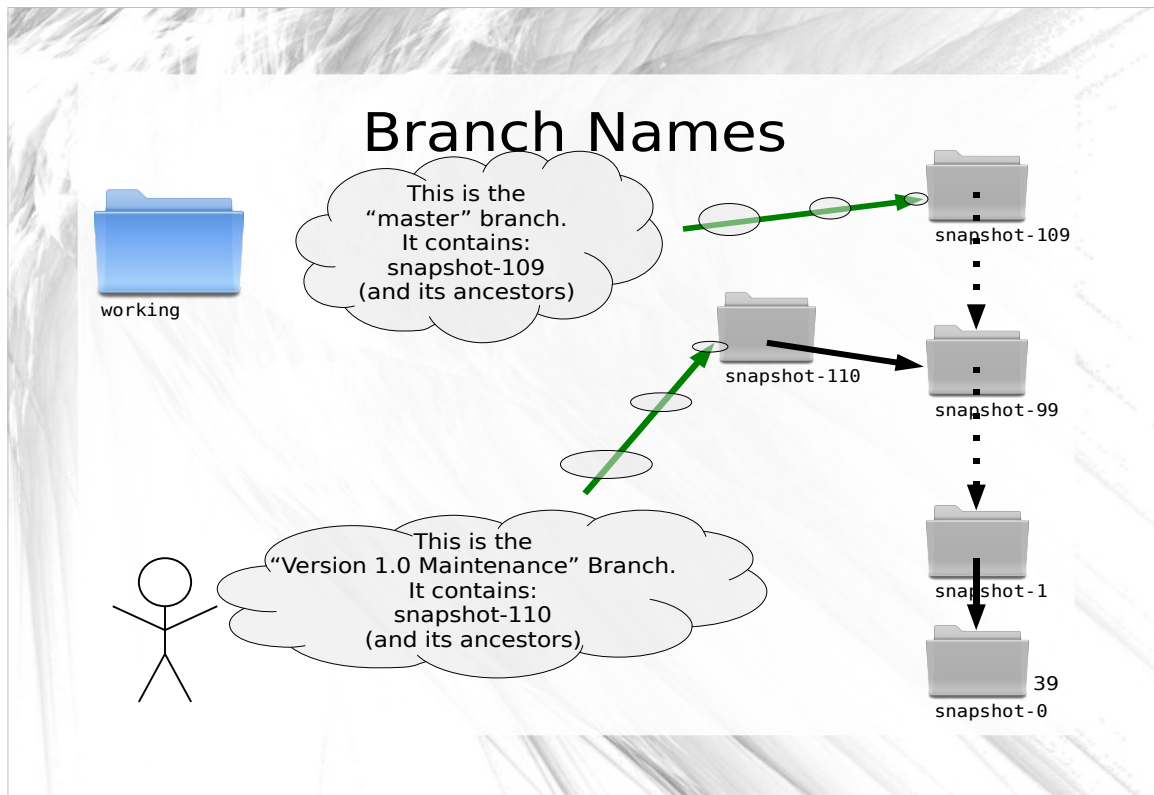 Branch Names
This is the
“master” branch.
It contains:
snapshot-109
(and its ancestors)
working
snapshot-109
snapshot-110
snapshot-99
This is the
“Version 1.0 Maintenance” Branch.
It contains:
snapshot-110
(and its ancestors)
snapshot-1
39
snapshot-0